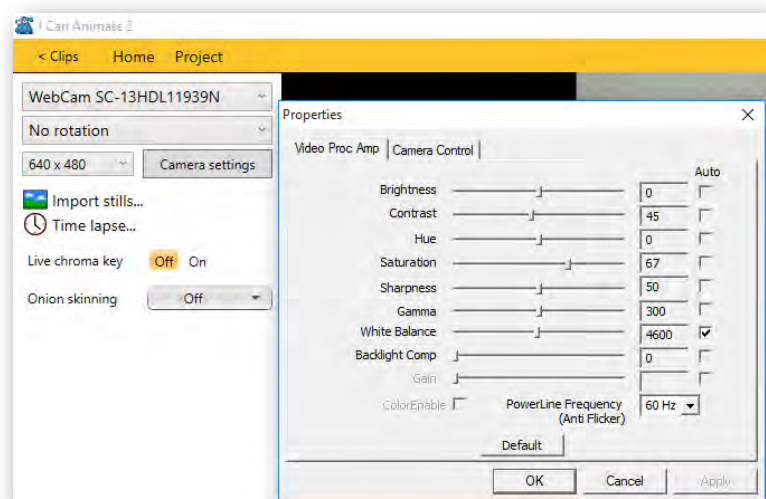 I Can Animate 2
< Clips Home Project
WebCam SC-13HDL11939N
No rotation
640 x 480 Camera settings
Import stills...
Time lapse...
Live chroma key Off On
Onion skinning Off
Properties
Video Proc Amp Camera Control
Auto
Brightness 0
Contrast 45
Hue 0
Saturation 67
Sharpness 50
Gamma 300
White Balance 4600
Backlight Comp 0
Gain
ColorEnable PowerLine Frequency 60 Hz
(Anti Flicker)
Default
OK Cancel Apply